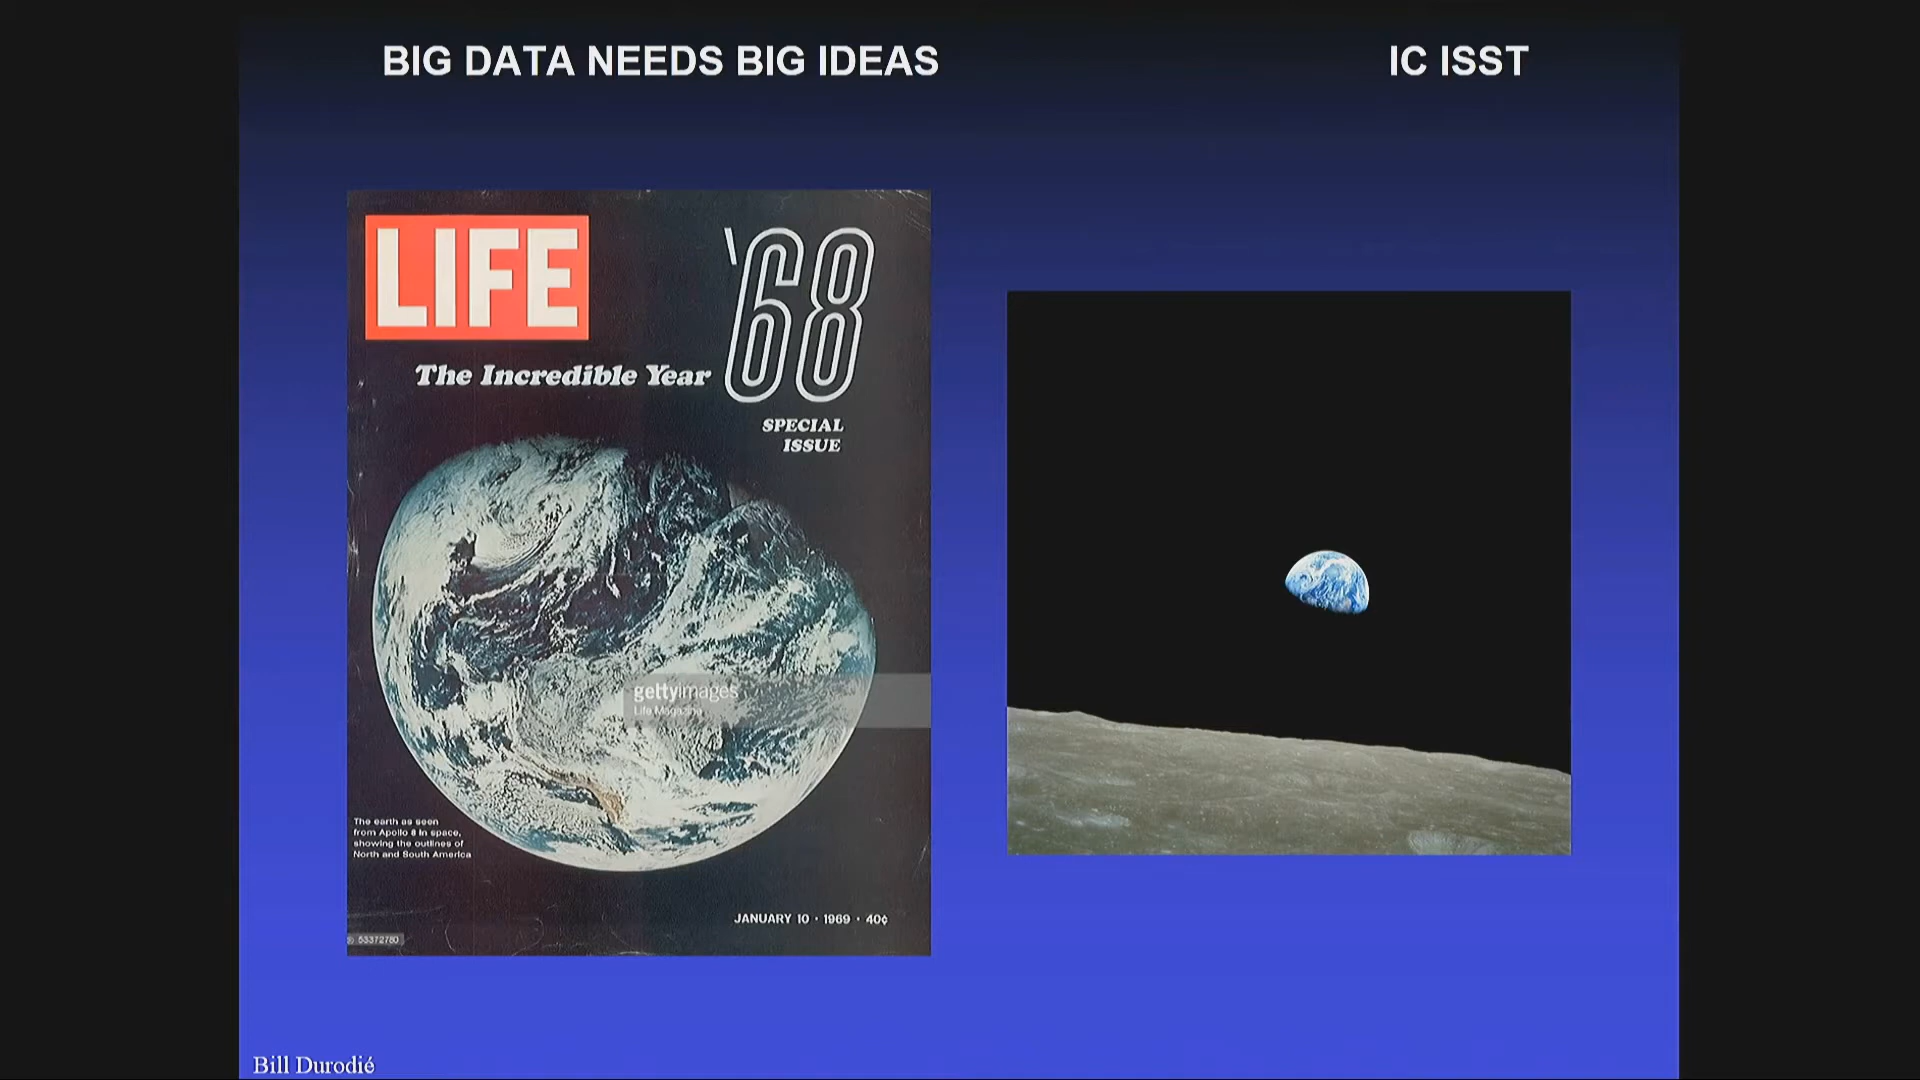 BIG DATA NEEDS BIG IDEAS
IC ISST
LIFE
'68
The Incredible Year
SPECIAL
ISSUE
gettyimages
Life Magazine
The earth as seen
from Apollo 8 in space,
showing the outlines of
North and South America
JANUARY 10 · 1969 · 40¢
53372780
Bill Durodié